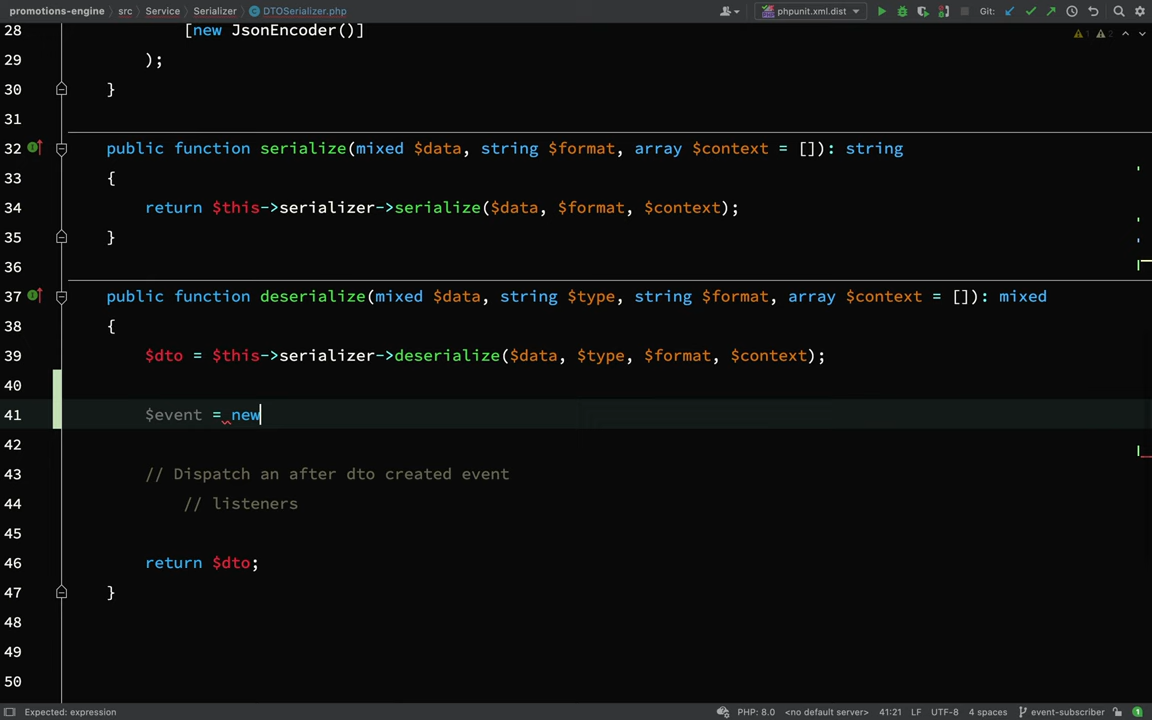 promotions-engine src Service Serializer DTOSerializer.php phpunit.xml.dist Git:
28 [new JsonEncoder()] 1 2
29 );
30 }
31
32 public function serialize(mixed $data, string $format, array $context = []): string
33 {
34 return $this->serializer->serialize($data, $format, $context);
35 }
36
37 public function deserialize(mixed $data, string $type, string $format, array $context = []): mixed
38 {
39 $dto = $this->serializer->deserialize($data, $type, $format, $context);
40
41 $event = new
42
43 // Dispatch an after dto created event
44 // listeners
45
46 return $dto;
47 }
48
49
50
Expected: expression PHP: 8.0 <no default server> 41:21 LF UTF-8 4 spaces event-subscriber 1